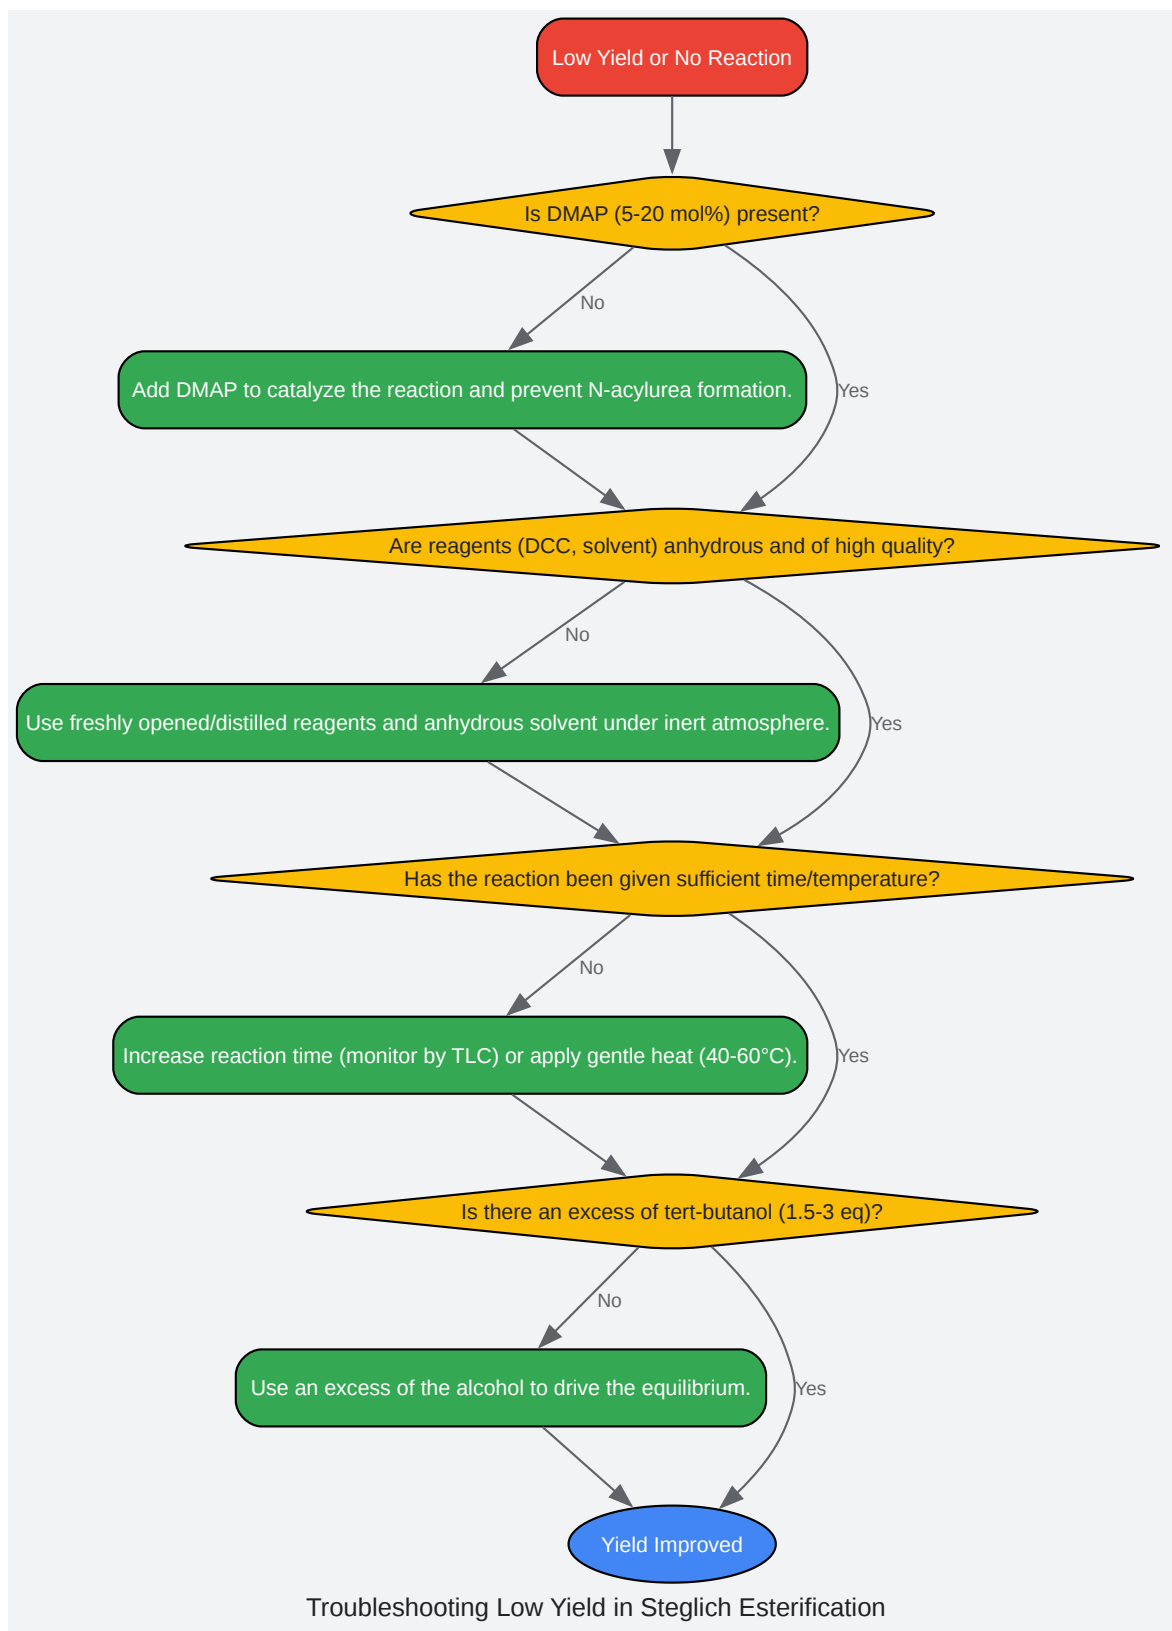 Low Yield or No Reaction
Is DMAP (5-20 mol%) present?
No
Add DMAP to catalyze the reaction and prevent N-acylurea formation.
Yes
Are reagents (DCC, solvent) anhydrous and of high quality?
No
Use freshly opened/distilled reagents and anhydrous solvent under inert atmosphere.
Yes
Has the reaction been given sufficient time/temperature?
No
Increase reaction time (monitor by TLC) or apply gentle heat (40-60°C).
Yes
Is there an excess of tert-butanol (1.5-3 eq)?
No
Use an excess of the alcohol to drive the equilibrium.
Yes
Yield Improved
Troubleshooting Low Yield in Steglich Esterification